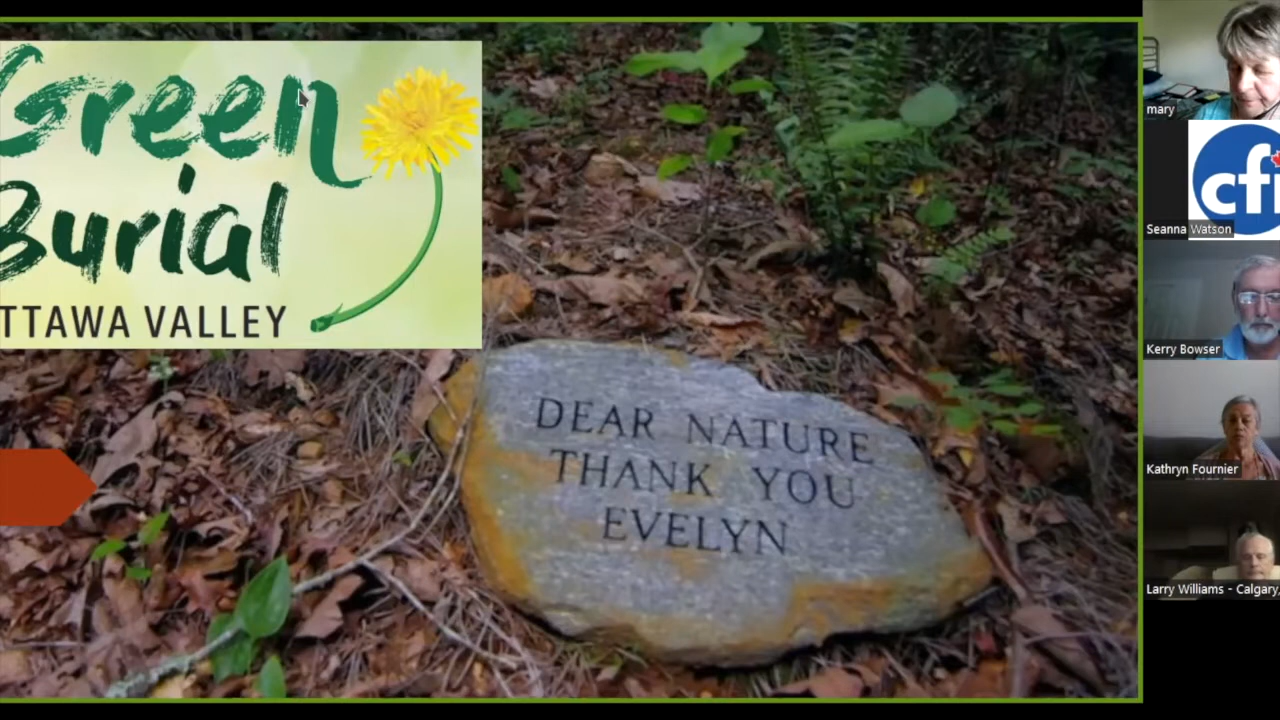 Green
Burial
TTAWA VALLEY
DEAR NATURE
THANK YOU
EVELYN
mary
cfi
Seanna Watson
Kerry Bowser
Kathryn Fournier
Larry Williams - Calgary,